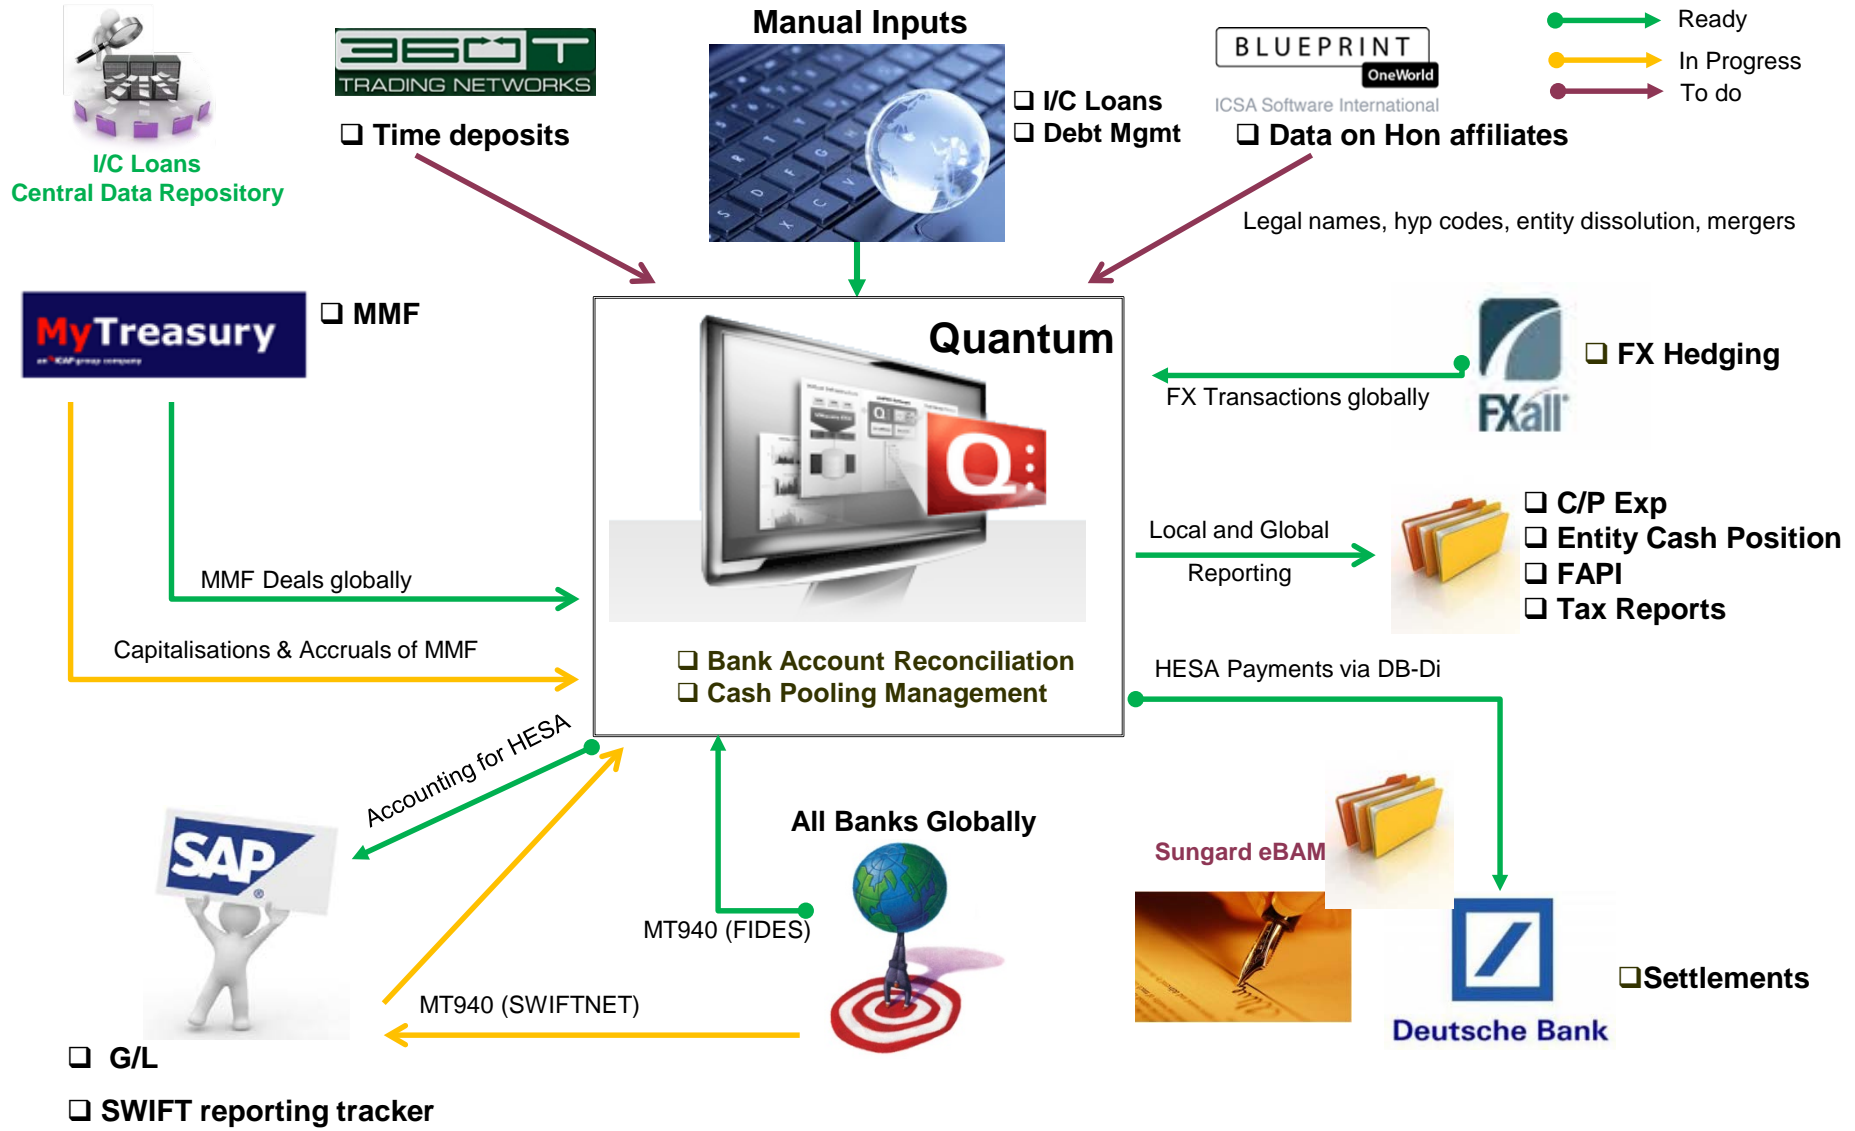 Manual Inputs
Ready
In Progress
To do
360T
TRADING NETWORKS
BLUEPRINT
OneWorld
ICSA Software International
❑ I/C Loans
❑ Debt Mgmt
❑ Time deposits
❑ Data on Hon affiliates
I/C Loans
Central Data Repository
Legal names, hyp codes, entity dissolution, mergers
MyTreasury
an ICAP group company
❑ MMF
Quantum
Q
Q:
FXall
❑ FX Hedging
FX Transactions globally
Local and Global
Reporting
❑ C/P Exp
❑ Entity Cash Position
❑ FAPI
❑ Tax Reports
MMF Deals globally
Capitalisations & Accruals of MMF
❑ Bank Account Reconciliation
❑ Cash Pooling Management
HESA Payments via DB-Di
Accounting for HESA
SAP
®
All Banks Globally
Sungard eBAM
MT940 (FIDES)
MT940 (SWIFTNET)
❑Settlements
Deutsche Bank
❑ G/L
❑ SWIFT reporting tracker